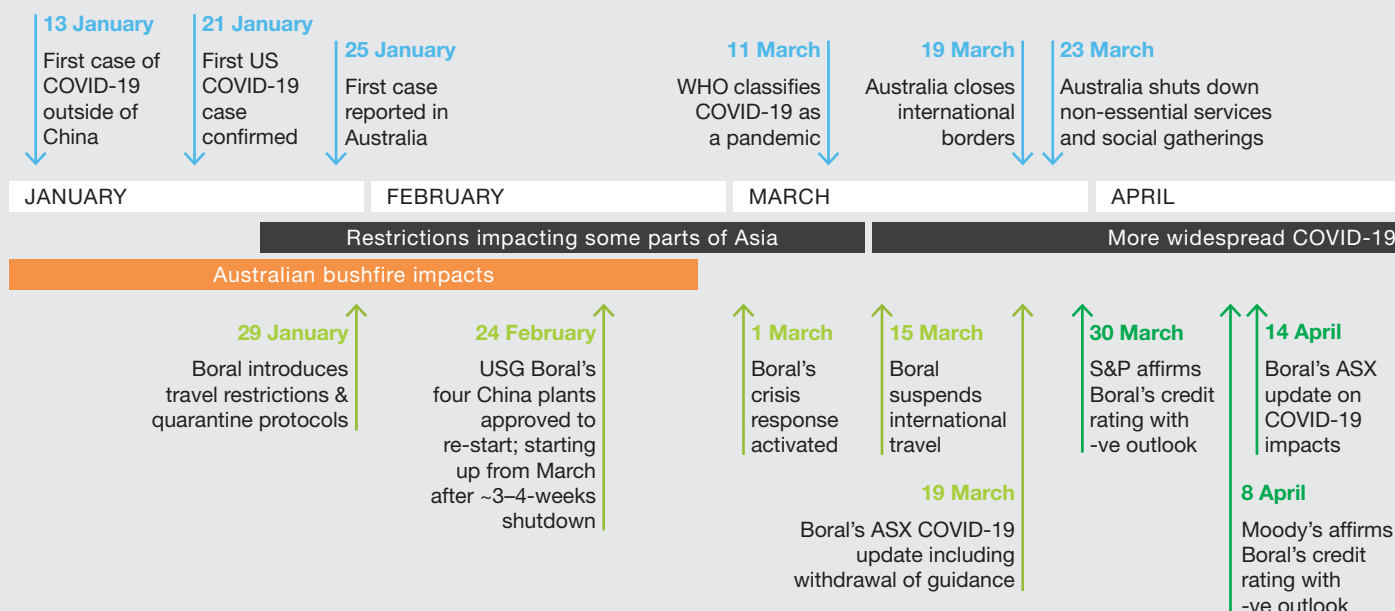 13 January
First case of
COVID-19
outside of
China
21 January
First US
COVID-19
case
confirmed
25 January
First case
reported in
Australia
11 March
WHO classifies
COVID-19 as
a pandemic
19 March
Australia closes
international
borders
23 March
Australia shuts down
non-essential services
and social gatherings
JANUARY
FEBRUARY
MARCH
APRIL
Restrictions impacting some parts of Asia
More widespread COVID-19
Australian bushfire impacts
29 January
Boral introduces
travel restrictions &
quarantine protocols
24 February
USG Boral’s
four China plants
approved to
re-start; starting
up from March
after ~3–4-weeks
shutdown
1 March
Boral’s
crisis
response
activated
15 March
Boral
suspends
international
travel
19 March
Boral’s ASX COVID-19
update including
withdrawal of guidance
30 March
S&P affirms
Boral’s credit
rating with
-ve outlook
14 April
Boral’s ASX
update on
COVID-19
impacts
8 April
Moody’s affirms
Boral’s credit
rating with
-ve outlook